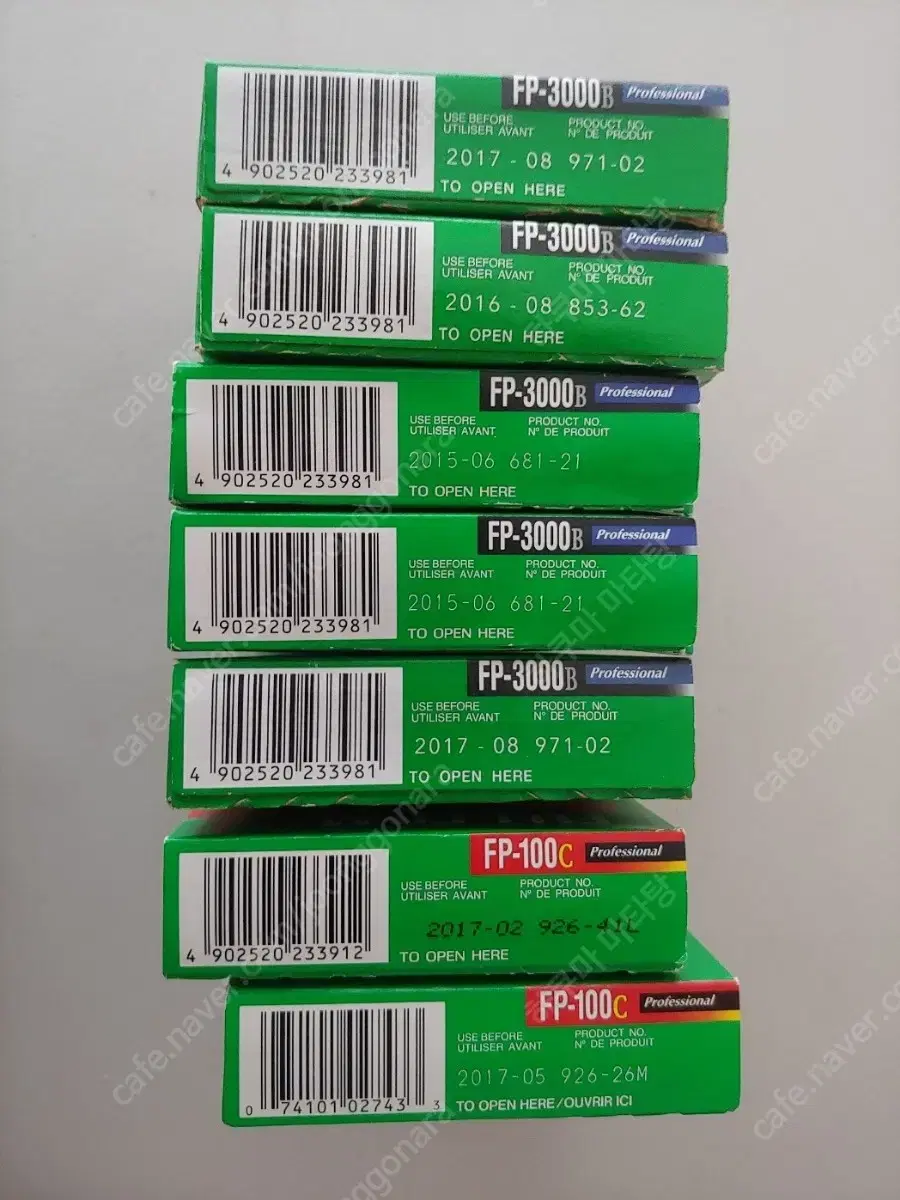 FP-3000B Professional
USE BEFORE PRODUCT NO.
UTILISER AVANT N° DE PRODUIT
2017 - 08 971-02
4 902520 233981
TO OPEN HERE
FP-3000B Professional
USE BEFORE PRODUCT NO.
UTILISER AVANT N° DE PRODUIT
2016 - 08 853-62
4 902520 233981
TO OPEN HERE
FP-3000B Professional
USE BEFORE PRODUCT NO.
UTILISER AVANT N° DE PRODUIT
2015-06 681-21
4 902520 233981
TO OPEN HERE
FP-3000B Professional
USE BEFORE PRODUCT NO.
UTILISER AVANT N° DE PRODUIT
2015-06 681-21
4 902520 233981
TO OPEN HERE
FP-3000B Professional
USE BEFORE PRODUCT NO.
UTILISER AVANT N° DE PRODUIT
2017 - 08 971-02
4 902520 233981
TO OPEN HERE
FP-100C Professional
USE BEFORE PRODUCT NO.
UTILISER AVANT N° DE PRODUIT
2017-02 926-41L
4 902520 233912
TO OPEN HERE
FP-100C Professional
USE BEFORE PRODUCT NO.
UTILISER AVANT N° DE PRODUIT
2017-05 926-26M
0 74101 02743 3
TO OPEN HERE/OUVRIR ICI
cafe.naver.com/joonggonara